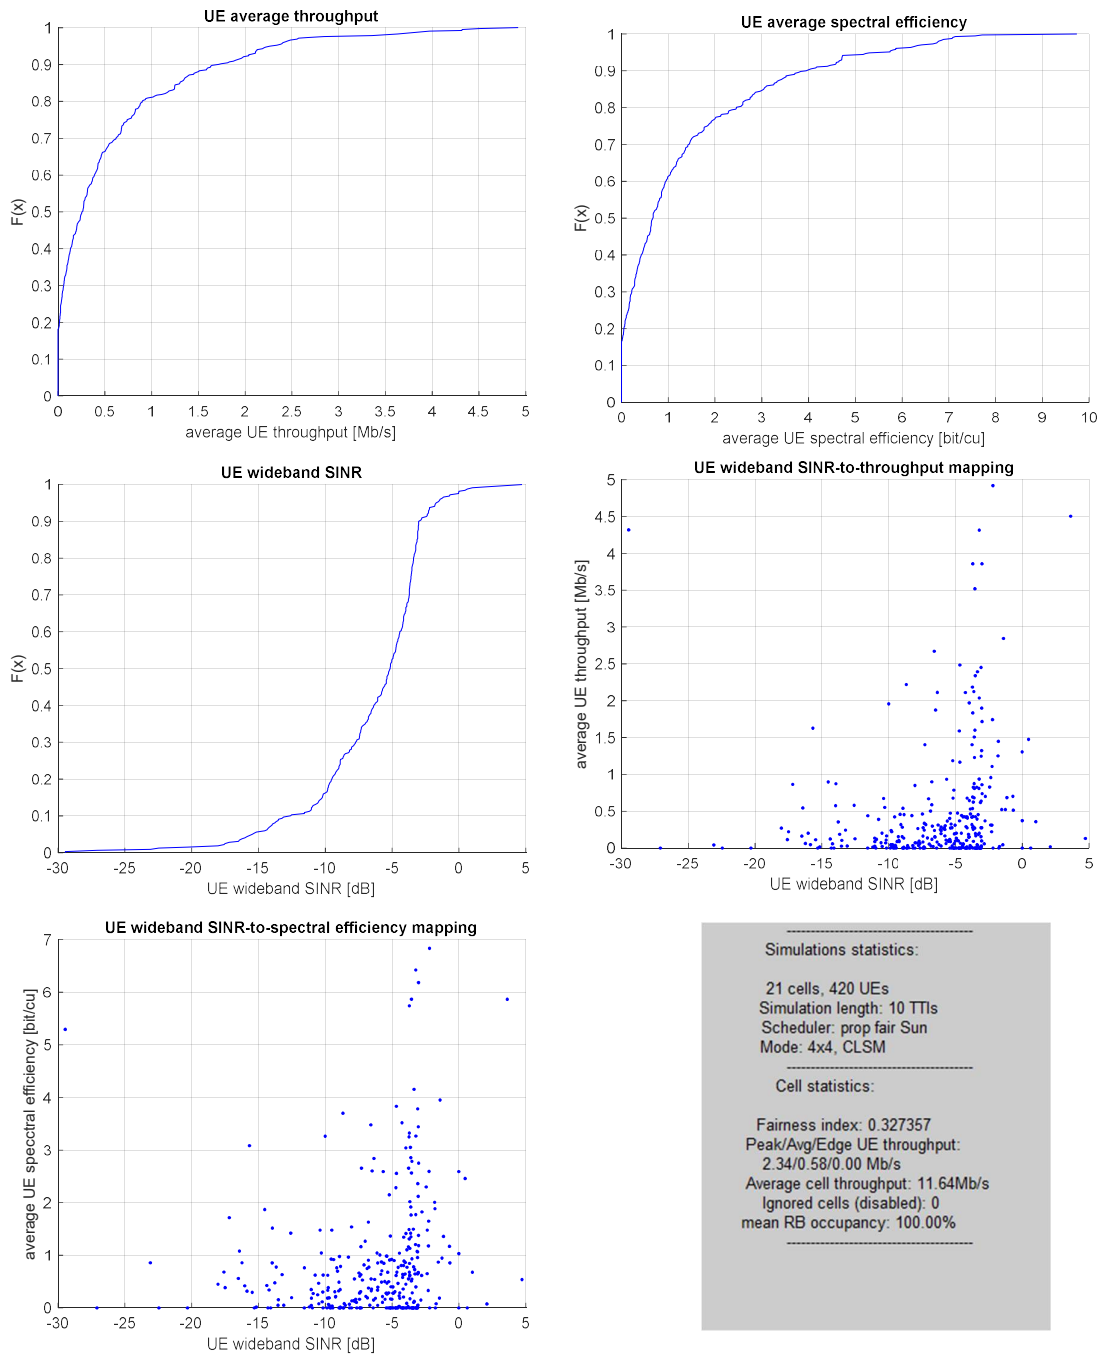 UE average throughput
1
0.9
0.8
0.7
0.6
0.5
0.4
0.3
0.2
0.1
0
F(x)
0 0.5 1 1.5 2 2.5 3 3.5 4 4.5 5
average UE throughput [Mb/s]
UE average spectral efficiency
1
0.9
0.8
0.7
0.6
0.5
0.4
0.3
0.2
0.1
0
F(x)
0 1 2 3 4 5 6 7 8 9 10
average UE spectral efficiency [bit/cu]
UE wideband SINR
1
0.9
0.8
0.7
0.6
0.5
0.4
0.3
0.2
0.1
0
F(x)
-30 -25 -20 -15 -10 -5 0 5
UE wideband SINR [dB]
UE wideband SINR-to-throughput mapping
5
4.5
4
3.5
3
2.5
2
1.5
1
0.5
0
average UE throughput [Mb/s]
-30 -25 -20 -15 -10 -5 0 5
UE wideband SINR [dB]
UE wideband SINR-to-spectral efficiency mapping
7
6
5
4
3
2
1
0
average UE specctral efficiency [bit/cu]
-30 -25 -20 -15 -10 -5 0 5
UE wideband SINR [dB]
----------------------------------------
Simulations statistics:
21 cells, 420 UEs
Simulation length: 10 TTIs
Scheduler: prop fair Sun
Mode: 4x4, CLSM
----------------------------------------
Cell statistics:
Fairness index: 0.327357
Peak/Avg/Edge UE throughput:
2.34/0.58/0.00 Mb/s
Average cell throughput: 11.64Mb/s
Ignored cells (disabled): 0
mean RB occupancy: 100.00%
----------------------------------------